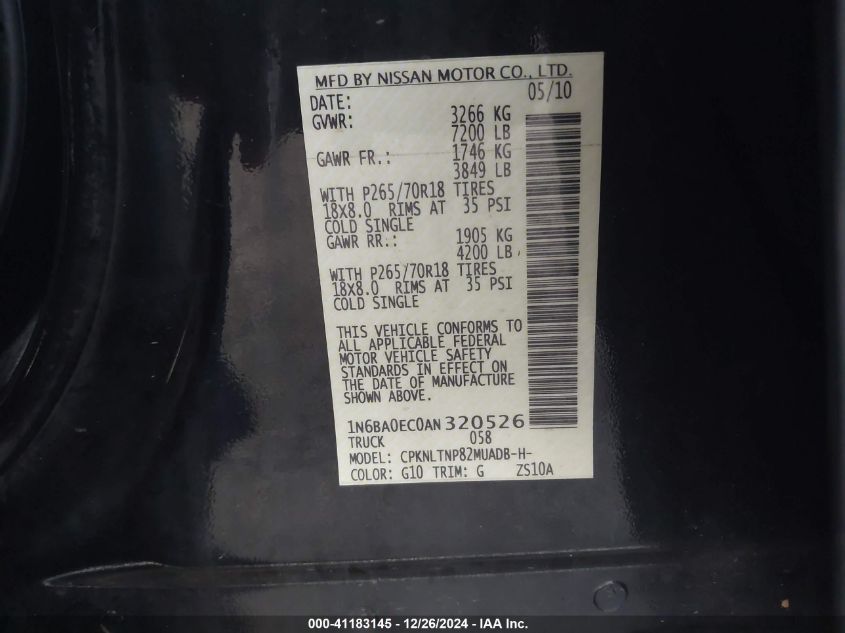 MFD BY NISSAN MOTOR CO., LTD.
DATE: 05/10
GVWR: 3266 KG
7200 LB
GAWR FR.: 1746 KG
3849 LB
WITH P265/70R18 TIRES
18X8.0 RIMS AT 35 PSI
COLD SINGLE
GAWR RR.: 1905 KG
4200 LB
WITH P265/70R18 TIRES
18X8.0 RIMS AT 35 PSI
COLD SINGLE
THIS VEHICLE CONFORMS TO
ALL APPLICABLE FEDERAL
MOTOR VEHICLE SAFETY
STANDARDS IN EFFECT ON
THE DATE OF MANUFACTURE
SHOWN ABOVE.
1N6BA0EC0AN320526
TRUCK 058
MODEL: CPKNLTNP82MUADB-H-
COLOR: G10 TRIM: G ZS10A
000-41183145 - 12/26/2024 - IAA Inc.